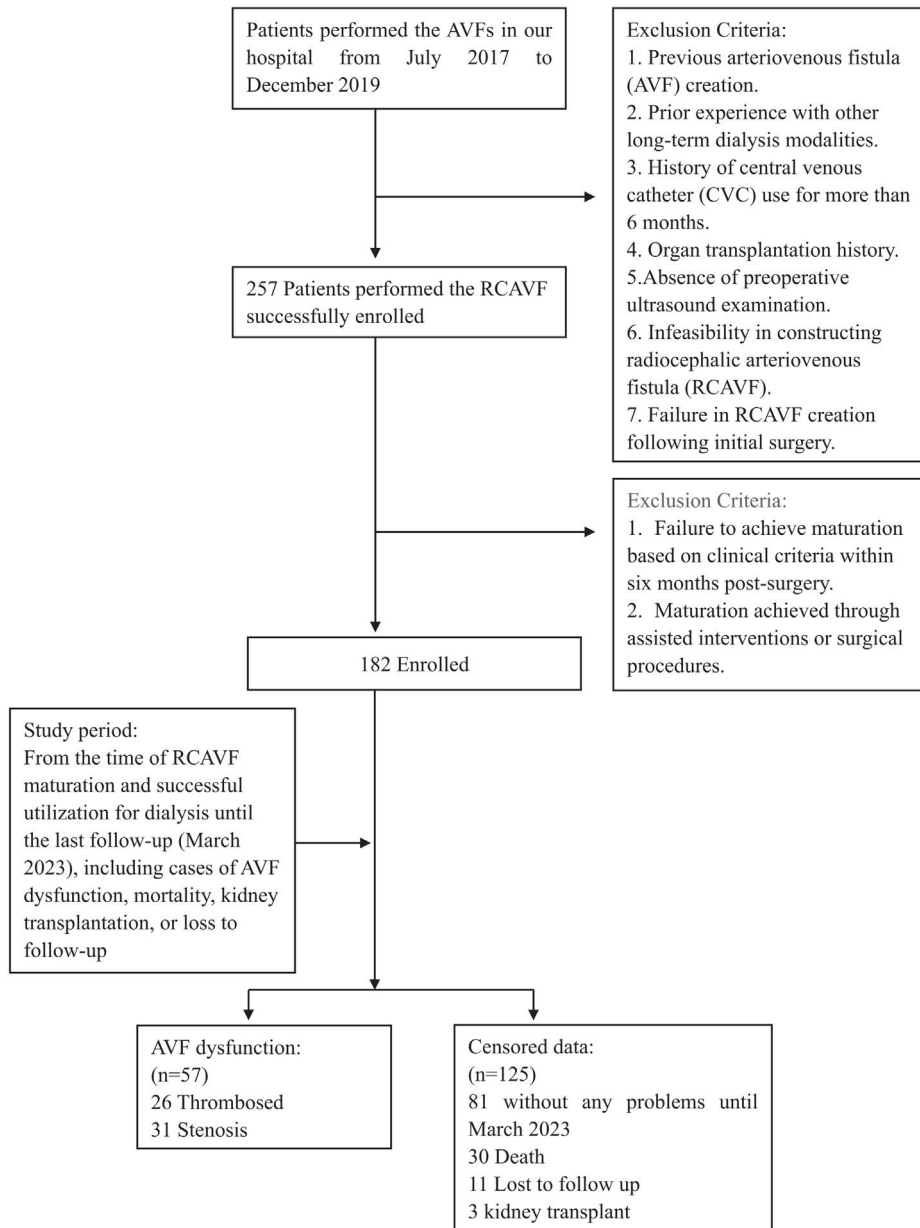 Patients performed the AVFs in our
hospital from July 2017 to
December 2019
Exclusion Criteria:
1. Previous arteriovenous fistula
(AVF) creation.
2. Prior experience with other
long-term dialysis modalities.
3. History of central venous
catheter (CVC) use for more than
6 months.
4. Organ transplantation history.
5.Absence of preoperative
ultrasound examination.
6. Infeasibility in constructing
radiocephalic arteriovenous
fistula (RCAVF).
7. Failure in RCAVF creation
following initial surgery.
257 Patients performed the RCAVF
successfully enrolled
Exclusion Criteria:
1. Failure to achieve maturation
based on clinical criteria within
six months post-surgery.
2. Maturation achieved through
assisted interventions or surgical
procedures.
182 Enrolled
Study period:
From the time of RCAVF
maturation and successful
utilization for dialysis until
the last follow-up (March
2023), including cases of AVF
dysfunction, mortality, kidney
transplantation, or loss to
follow-up
AVF dysfunction:
(n=57)
26 Thrombosed
31 Stenosis
Censored data:
(n=125)
81 without any problems until
March 2023
30 Death
11 Lost to follow up
3 kidney transplant